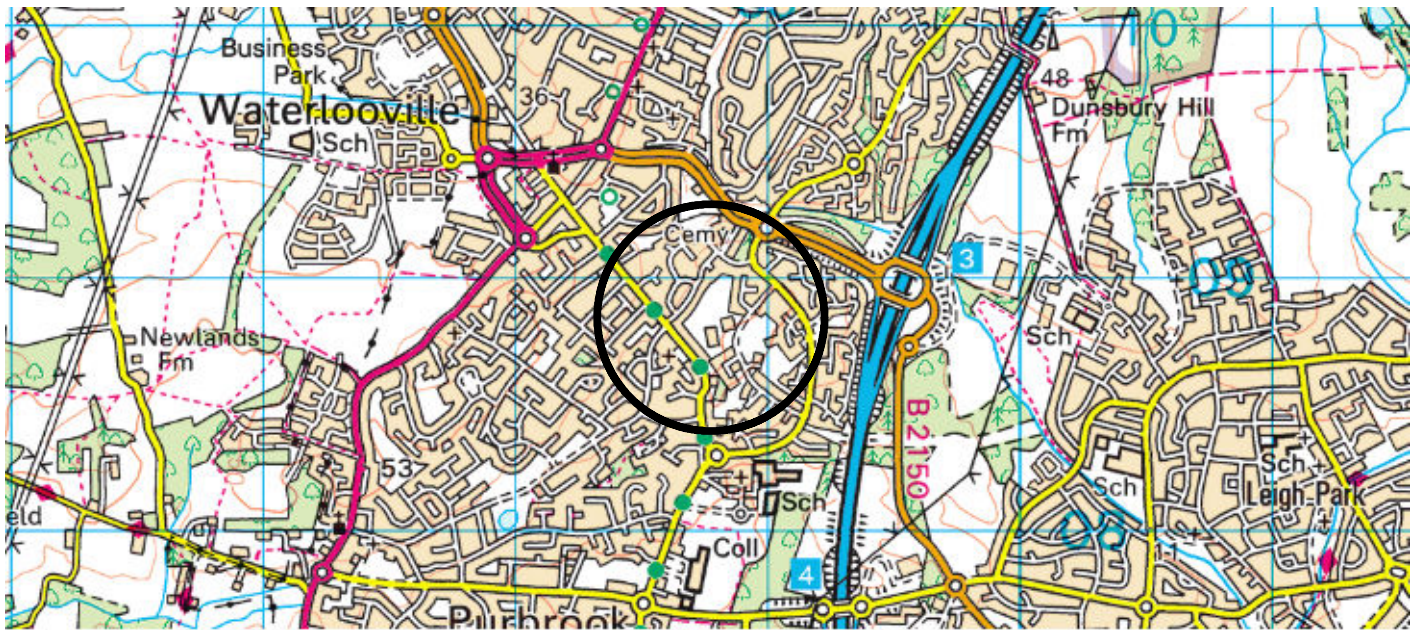 Business
Park
10
48
36
Waterlooville
Dunsbury Hill
Fm
Sch
Cemy
3
09
Newlands
Fm
Sch
B 2150
53
Sch
Sch
Leigh Park
eld
Sch
08
Coll
11
4
Purbrook